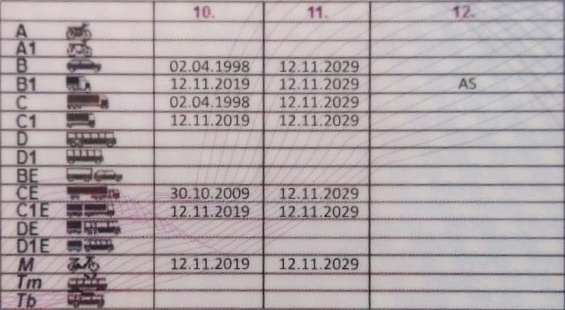 10. 11. 12.
A
A1
B 02.04.1998 12.11.2029
B1 12.11.2019 12.11.2029 AS
C 02.04.1998 12.11.2029
C1 12.11.2019 12.11.2029
D
D1
BE
CE 30.10.2009 12.11.2029
C1E 12.11.2019 12.11.2029
DE
D1E
M 12.11.2019 12.11.2029
Tm
Tb